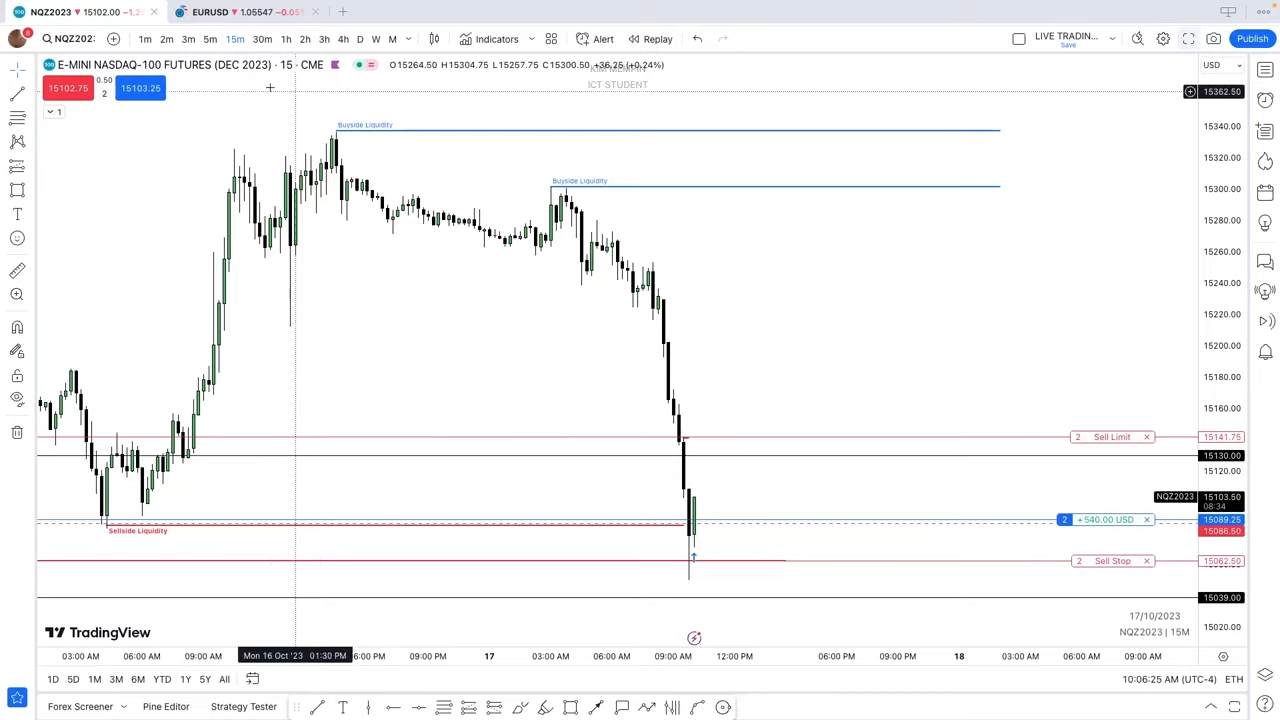 NQZ2023 15102.00 × EURUSD 1.05547 ×
8 NQZ202: 1m 2m 3m 5m 15m 30m 1h 2h 3h 4h D W M Indicators Alert Replay LIVE TRADIN... Save Publish
E-MINI NASDAQ-100 FUTURES (DEC 2023) · 15 · CME O15264.50 H15304.25 L15257.75 C15300.50 +36.25 (+0.24%) USD
15102.75 0.50 2 15103.25
ICT STUDENT
1
15362.50
Buyside Liquidity
15340.00
15320.00
Buyside Liquidity
15300.00
15280.00
15260.00
15240.00
15220.00
15200.00
15180.00
15160.00
2 Sell Limit × 15141.75
15130.00
15120.00
NQZ2023 15103.50
08:34
2 +540.00 USD × 15089.25
Sellside Liquidity
15086.50
2 Sell Stop × 15062.50
15039.00
17/10/2023
15020.00
TradingView
NQZ2023 | 15M
03:00 AM 06:00 AM 09:00 AM Mon 16 Oct '23 01:30 PM 6:00 PM 09:00 PM 17 03:00 AM 06:00 AM 09:00 AM 12:00 PM 06:00 PM 09:00 PM 18 03:00 AM 06:00 AM 09:00 AM
1D 5D 1M 3M 6M YTD 1Y 5Y All 10:06:25 AM (UTC-4) ETH
Forex Screener Pine Editor Strategy Tester